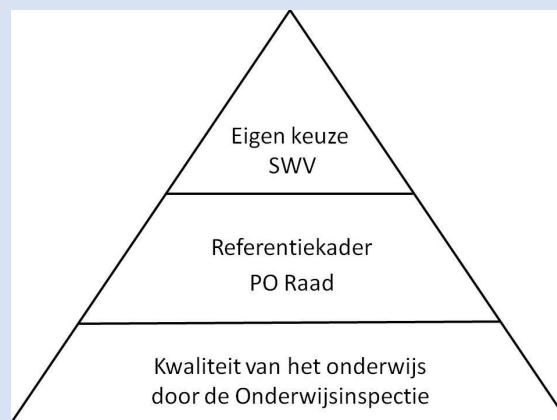 Eigen keuze
SWV
Referentiekader
PO Raad
Kwaliteit van het onderwijs
door de Onderwijsinspectie